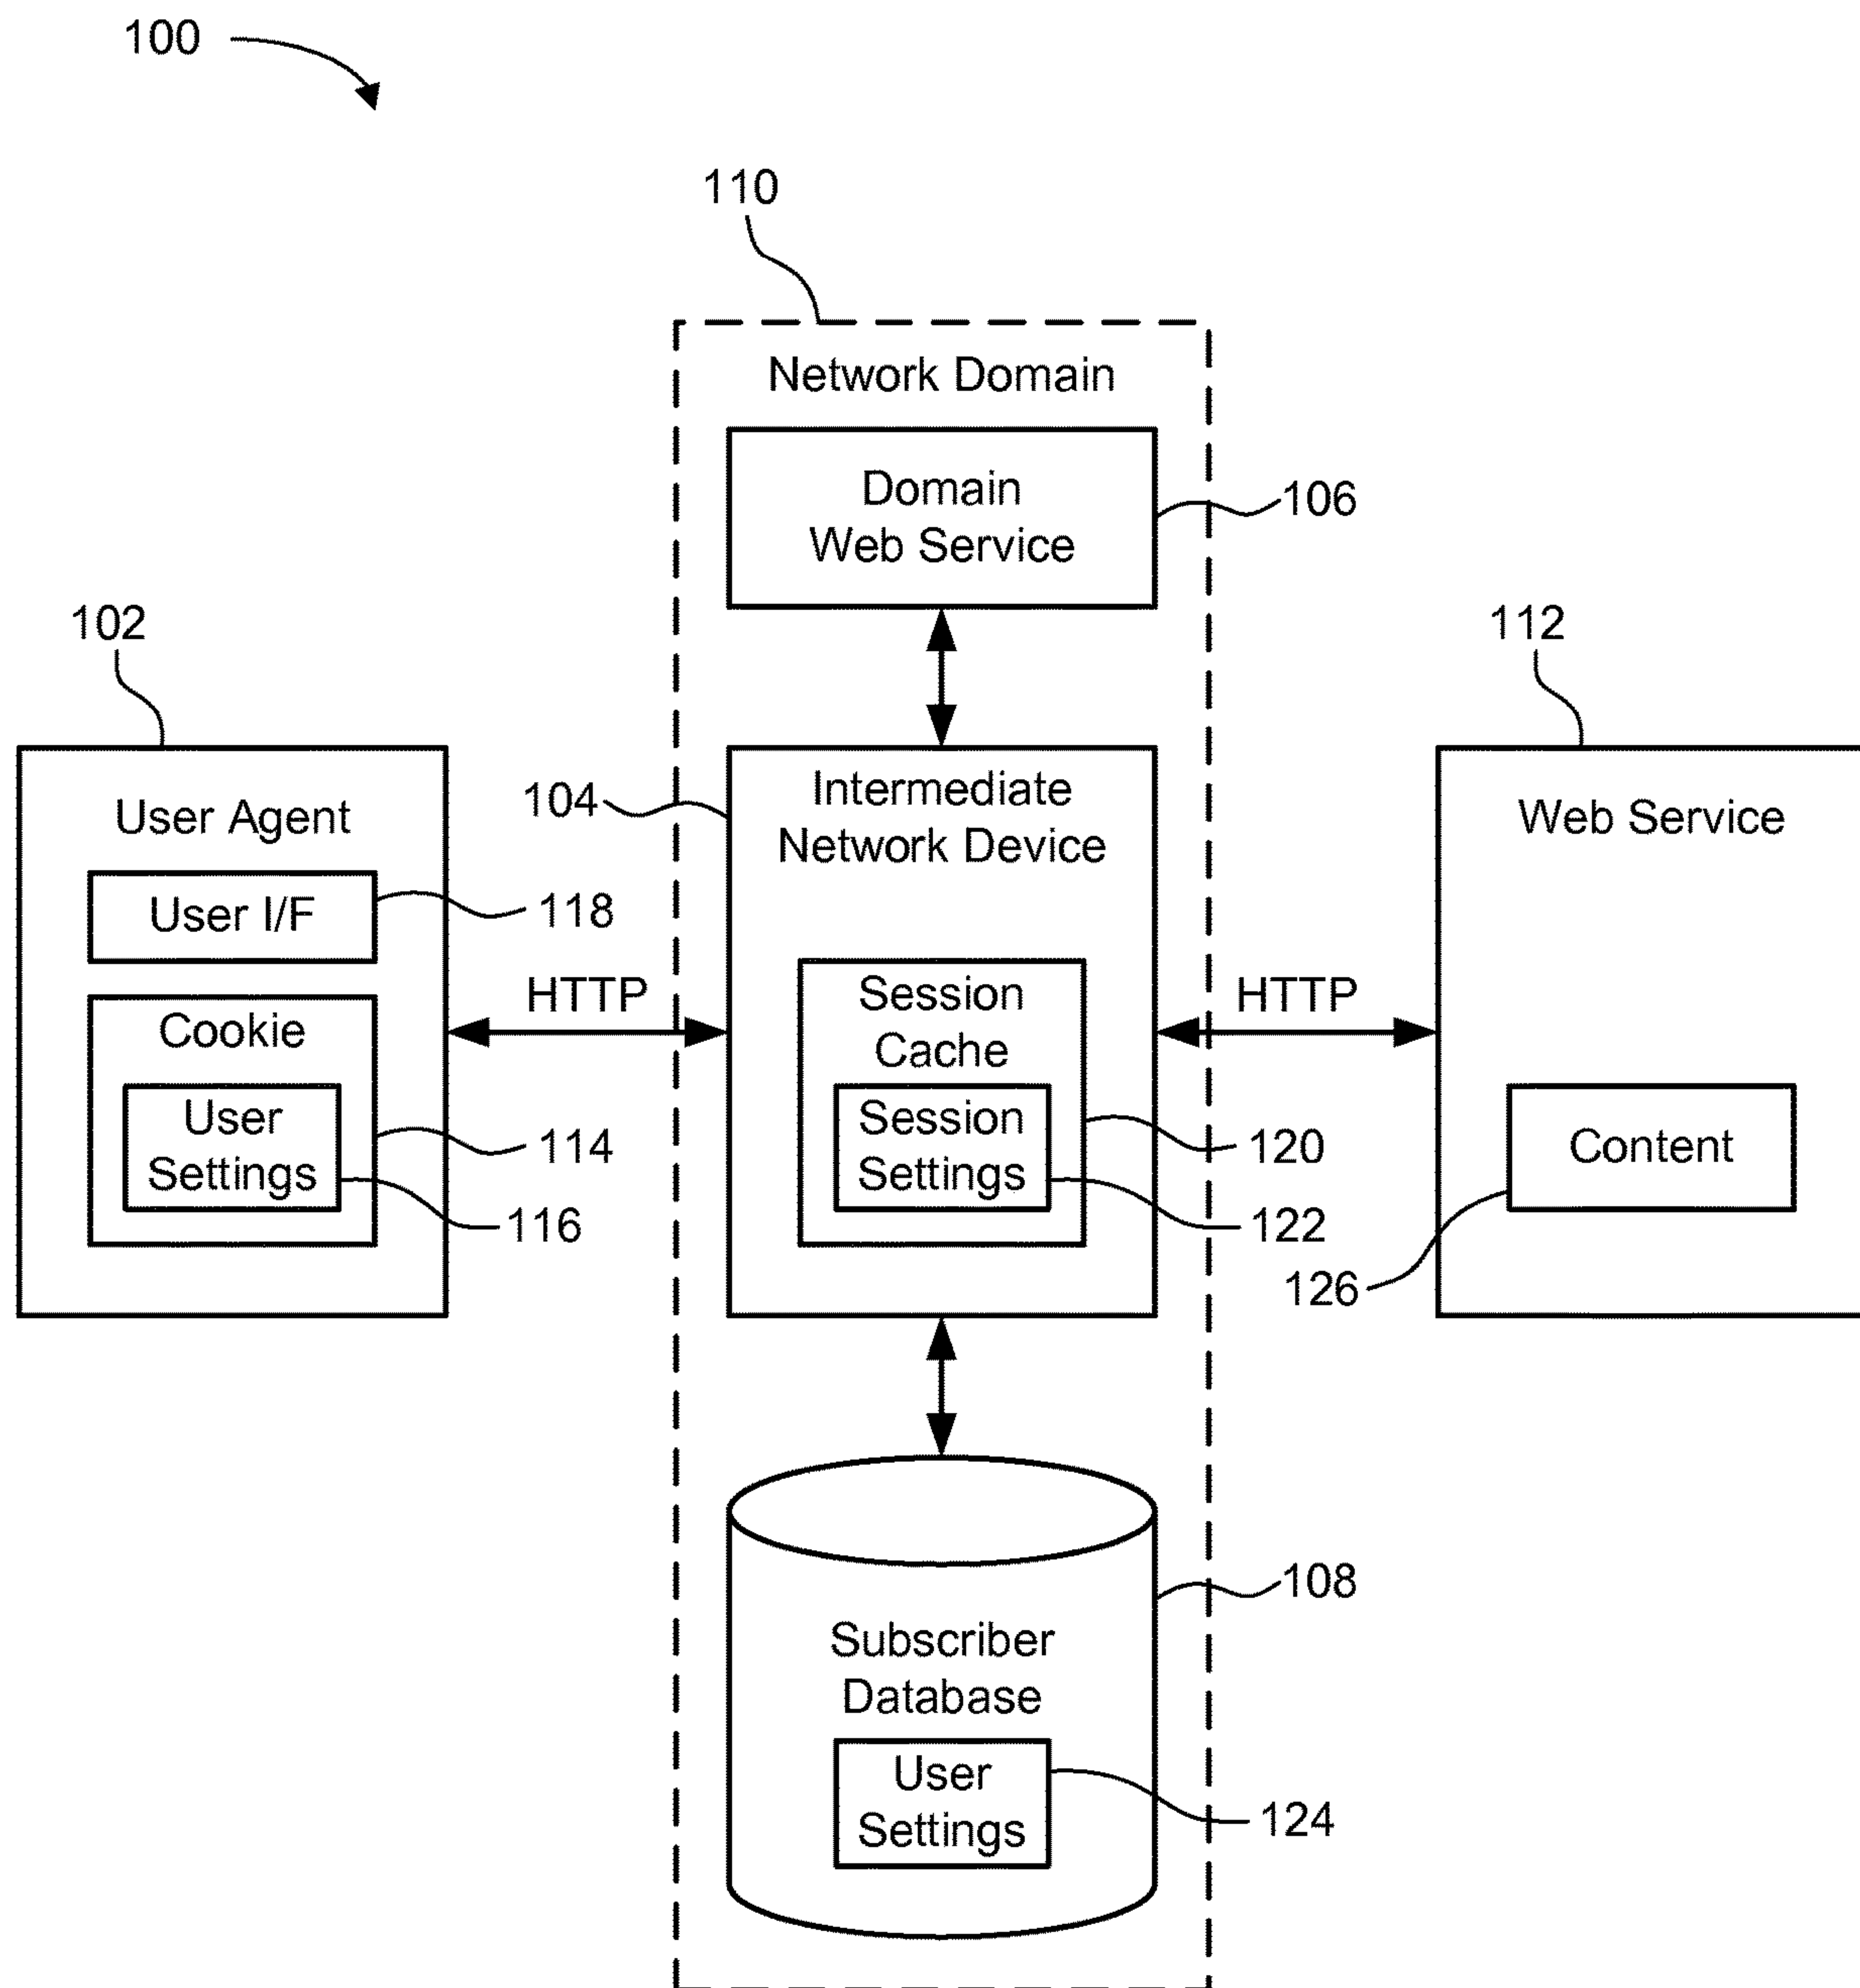 100
110
Network Domain
Domain
Web Service
106
102
112
User Agent
104
Intermediate
Network Device
Web Service
User I/F
118
HTTP
Session
Cache
HTTP
Cookie
User
Settings
114
116
Session
Settings
120
122
Content
126
108
Subscriber
Database
User
Settings
124